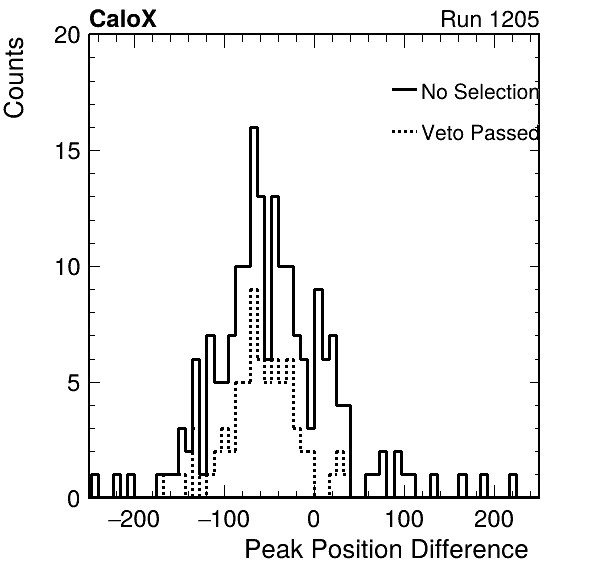 CaloX Run 1205
Counts
20
No Selection
Veto Passed
15
10
5
0
−200 −100 0 100 200
Peak Position Difference